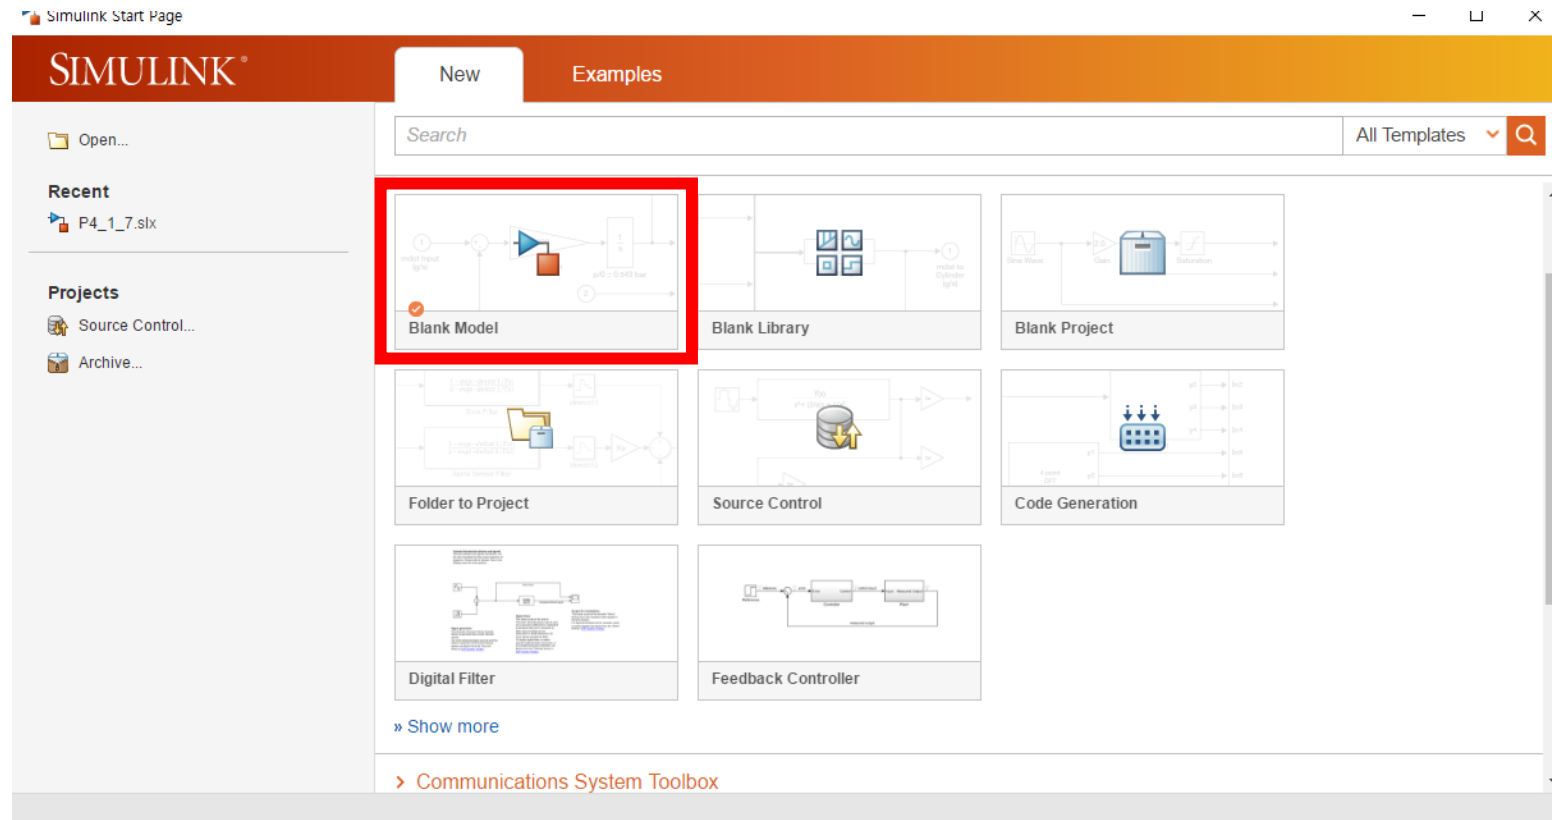 Simulink Start Page
SIMULINK®
New
Examples
Open...
Search
All Templates
Recent
P4_1_7.slx
Projects
Source Control...
Archive...
Blank Model
Blank Library
Blank Project
Folder to Project
Source Control
Code Generation
Digital Filter
Feedback Controller
» Show more
Communications System Toolbox